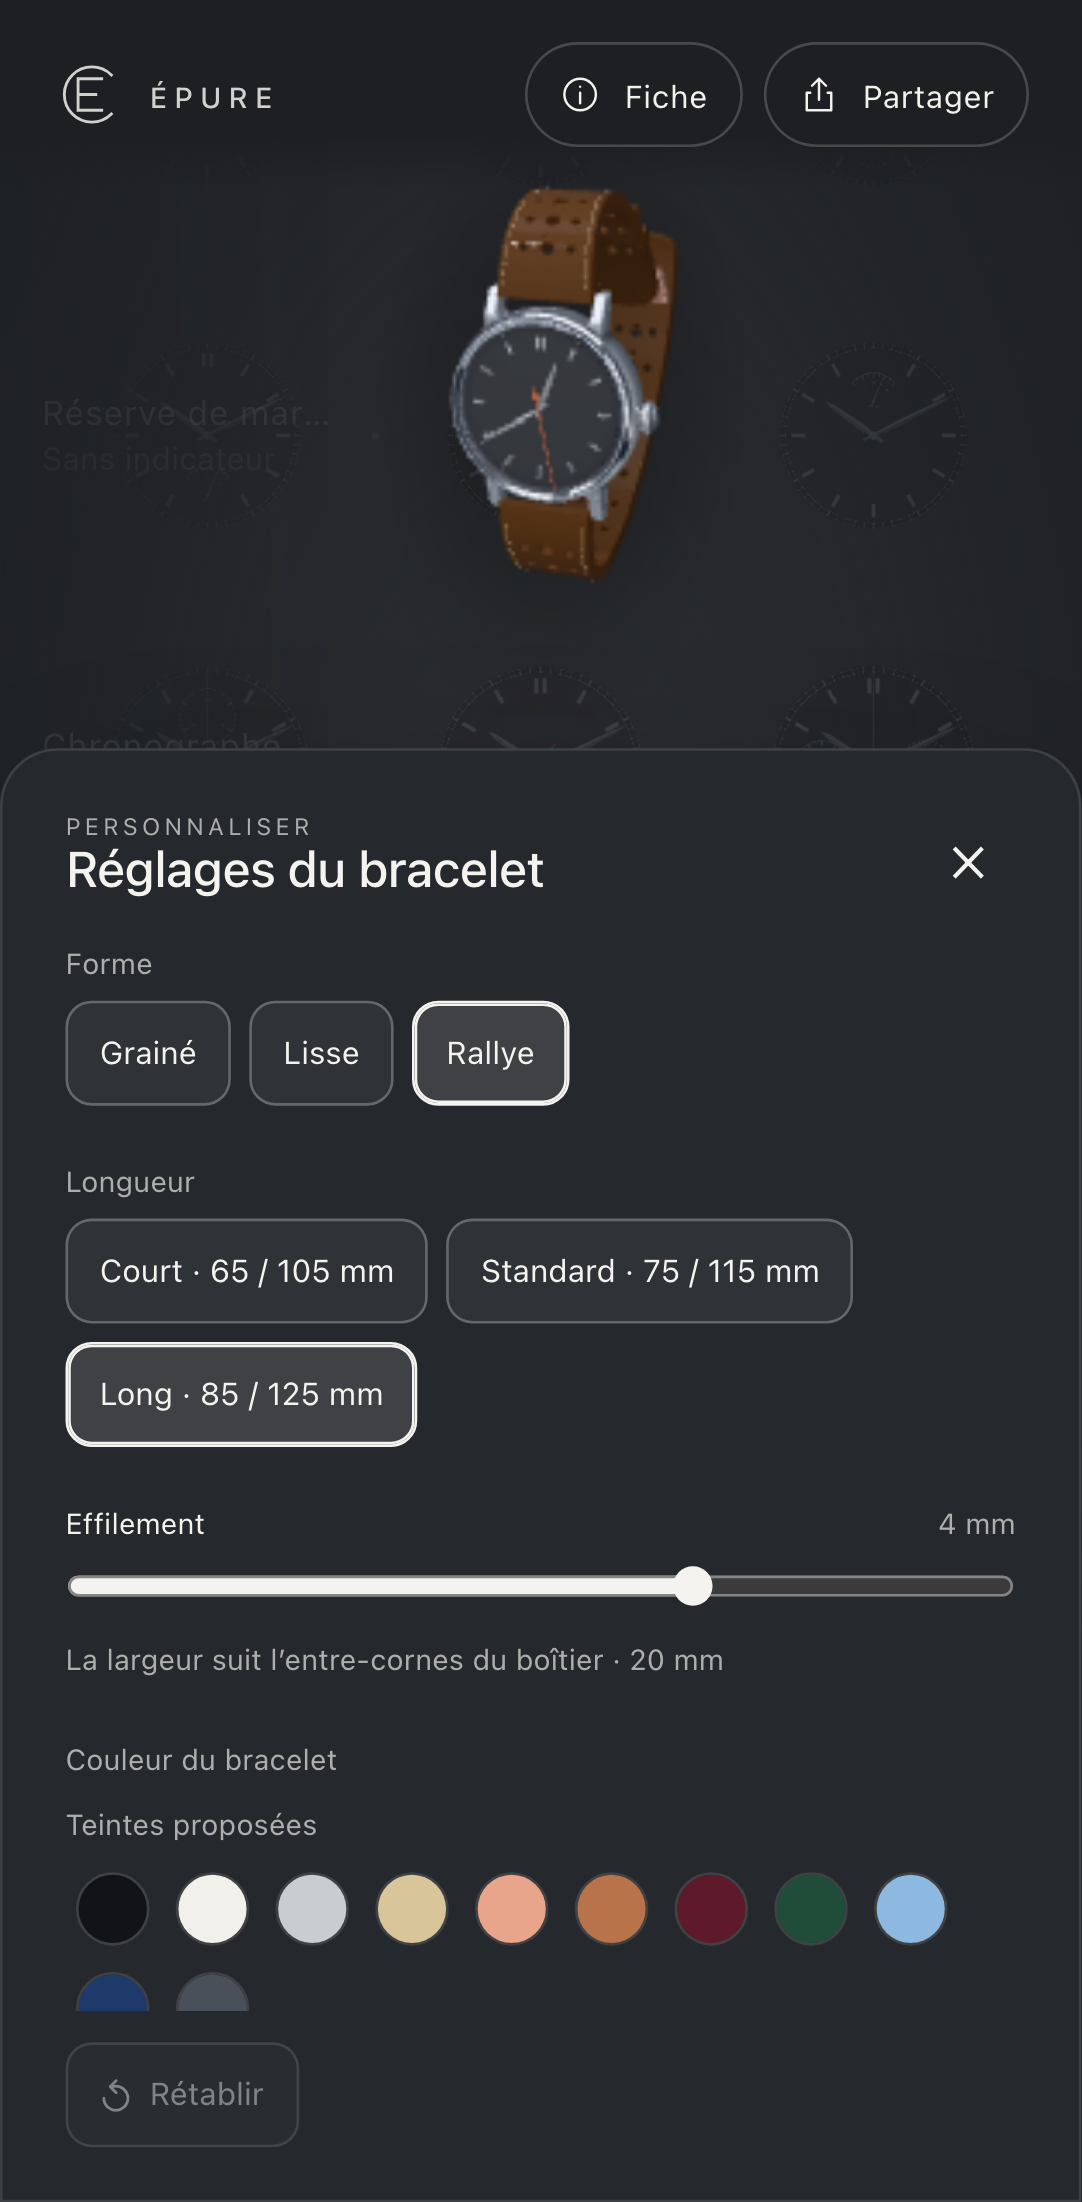 ÉPURE
Fiche
Partager
Réserve de mar...
Sans indicateur
Chronographe
PERSONNALISER
Réglages du bracelet
Forme
Grainé
Lisse
Rallye
Longueur
Court · 65 / 105 mm
Standard · 75 / 115 mm
Long · 85 / 125 mm
Effilement
4 mm
La largeur suit l’entre-cornes du boîtier · 20 mm
Couleur du bracelet
Teintes proposées
Rétablir